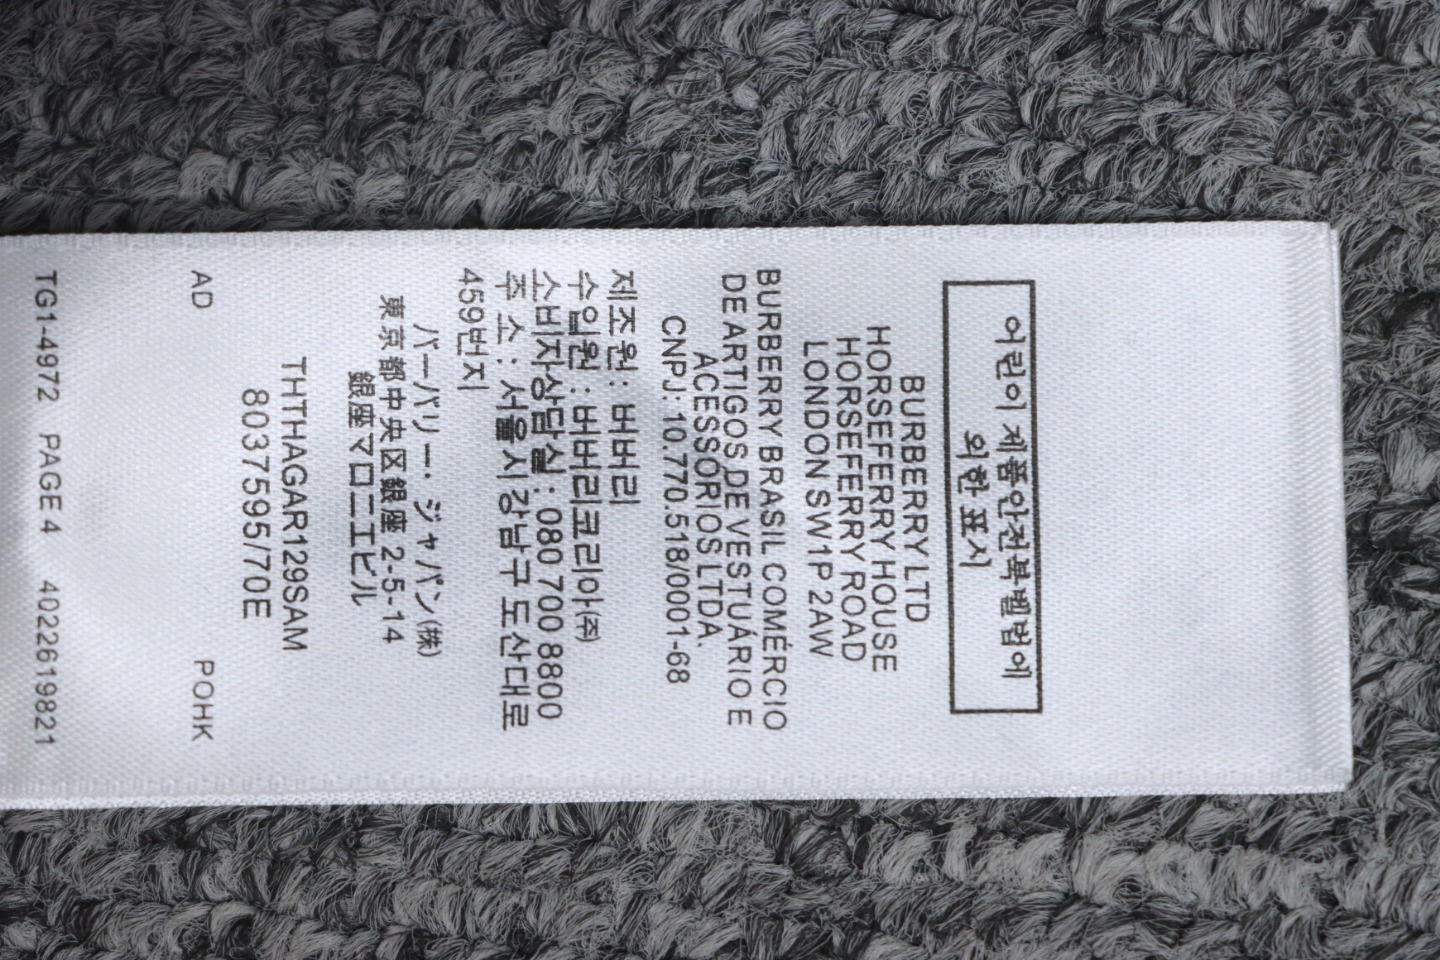 어린이 제품안전특별법에
의한 표시
BURBERRY LTD
HORSEFERRY HOUSE
HORSEFERRY ROAD
LONDON SW1P 2AW
BURBERRY BRASIL COMÉRCIO
DE ARTIGOS DE VESTUÁRIO E
ACESSÓRIOS LTDA.
CNPJ: 10.770.518/0001-68
제조원: 버버리
수입원: 버버리코리아㈜
소비자상담실: 080 700 8800
주 소: 서울시 강남구 도산대로
459번지
バーバリー・ジャパン㈱
東京都中央区銀座 2-5-14
銀座マロニエビル
THTHAGAR129SAM
8037595/70E
AD POHK
TG1-4972 PAGE 4 4022619821